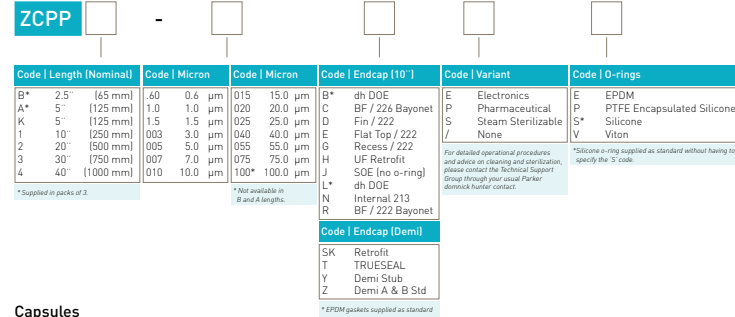 ZCPP -
Code | Length (Nominal)
B* 2.5" (65 mm)
A* 5" (125 mm)
K 5" (125 mm)
1 10" (250 mm)
2 20" (500 mm)
3 30" (750 mm)
4 40" (1000 mm)
* Supplied in packs of 3.
Code | Micron
.60 0.6 µm
1.0 1.0 µm
1.5 1.5 µm
003 3.0 µm
005 5.0 µm
007 7.0 µm
010 10.0 µm
Code | Micron
015 15.0 µm
020 20.0 µm
025 25.0 µm
040 40.0 µm
055 55.0 µm
075 75.0 µm
100* 100.0 µm
* Not available in
B and A lengths.
Code | Endcap (10")
B* dh DOE
C BF / 226 Bayonet
D Fin / 222
E Flat Top / 222
G Recess / 222
H UF Retrofit
J SOE (no o-ring)
L* dh DOE
N Internal 213
R BF / 222 Bayonet
Code | Endcap (Demi)
SK Retrofit
T TRUESEAL
Y Demi Stub
Z Demi A & B Std
* EPDM gaskets supplied as standard
Code | Variant
E Electronics
P Pharmaceutical
S Steam Sterilizable
/ None
For detailed operational procedures
and advice on cleaning and sterilization,
please contact the Technical Support
Group through your usual Parker
domnick hunter contact.
Code | O-rings
E EPDM
P PTFE Encapsulated Silicone
S* Silicone
V Viton
*Silicone o-ring supplied as standard without having to
specify the 'S' code.
Capsules